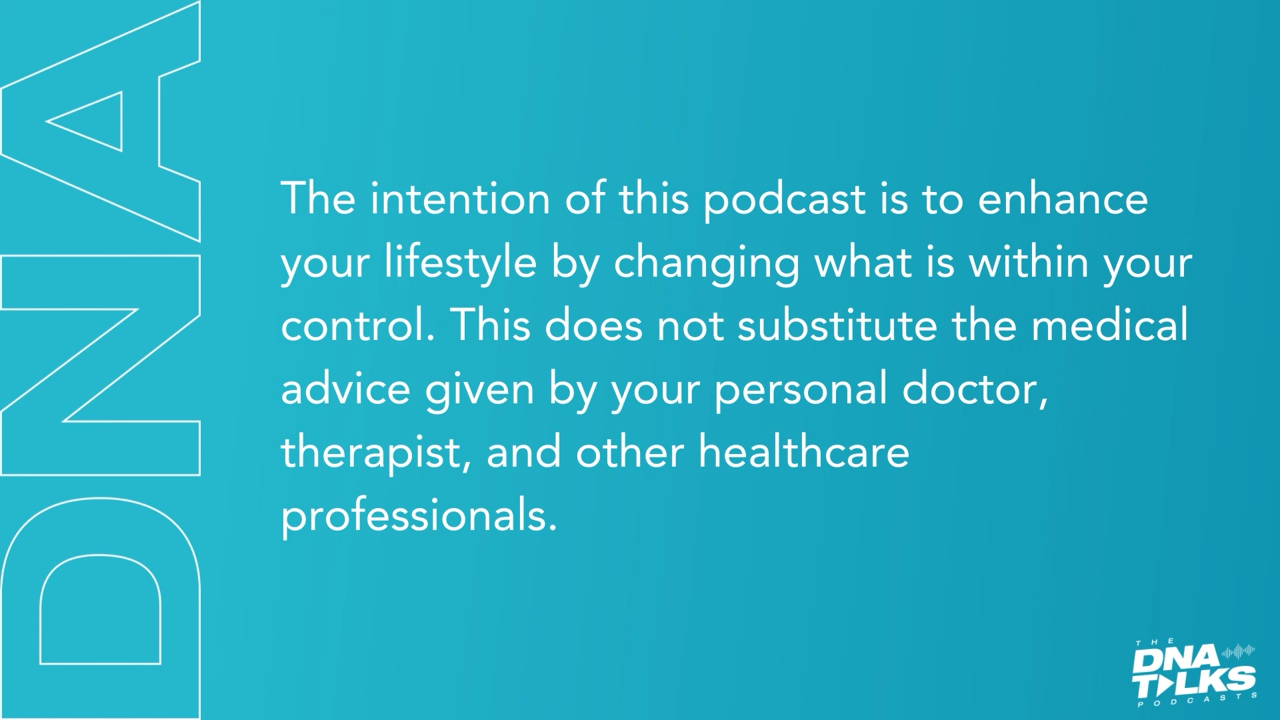 DNA
The intention of this podcast is to enhance
your lifestyle by changing what is within your
control. This does not substitute the medical
advice given by your personal doctor,
therapist, and other healthcare
professionals.
THE
DNA
TALKS
PODCASTS